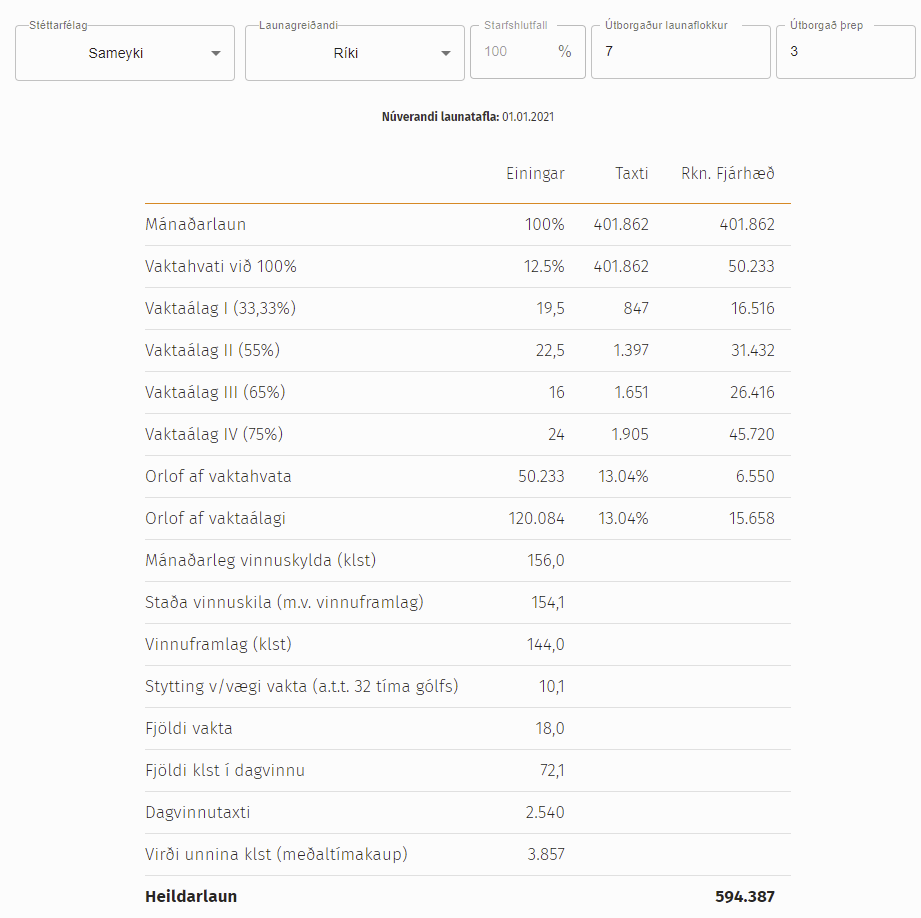 Stéttarfélag Launagreiðandi Starfshlutfall Útborgaður launaflokkur Útborgað þrep
Sameyki Ríki 100 % 7 3
Núverandi launatafla: 01.01.2021
Einingar Taxti Rkn. Fjárhæð
Mánaðarlaun 100% 401.862 401.862
Vaktahvati við 100% 12.5% 401.862 50.233
Vaktaálag I (33,33%) 19,5 847 16.516
Vaktaálag II (55%) 22,5 1.397 31.432
Vaktaálag III (65%) 16 1.651 26.416
Vaktaálag IV (75%) 24 1.905 45.720
Orlof af vaktahvata 50.233 13.04% 6.550
Orlof af vaktaálagi 120.084 13.04% 15.658
Mánaðarleg vinnuskylda (klst) 156,0
Staða vinnuskila (m.v. vinnuframlag) 154,1
Vinnuframlag (klst) 144,0
Stytting v/vægi vakta (a.t.t. 32 tíma gólfs) 10,1
Fjöldi vakta 18,0
Fjöldi klst í dagvinnu 72,1
Dagvinnutaxti 2.540
Virði unnina klst (meðaltímakaup) 3.857
Heildarlaun 594.387